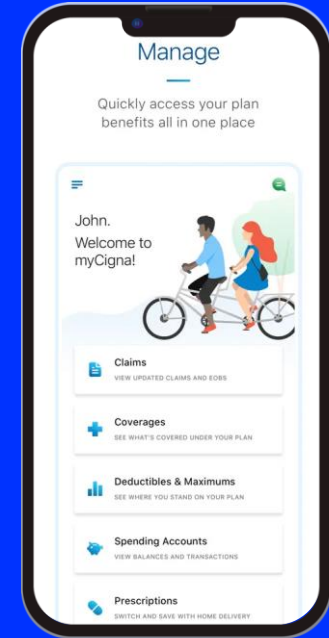 Manage
Quickly access your plan
benefits all in one place
John.
Welcome to
myCigna!
Claims
VIEW UPDATED CLAIMS AND EOBS
Coverages
SEE WHAT'S COVERED UNDER YOUR PLAN
Deductibles & Maximums
SEE WHERE YOU STAND ON YOUR PLAN
Spending Accounts
VIEW BALANCES AND TRANSACTIONS
Prescriptions
SWITCH AND SAVE WITH HOME DELIVERY